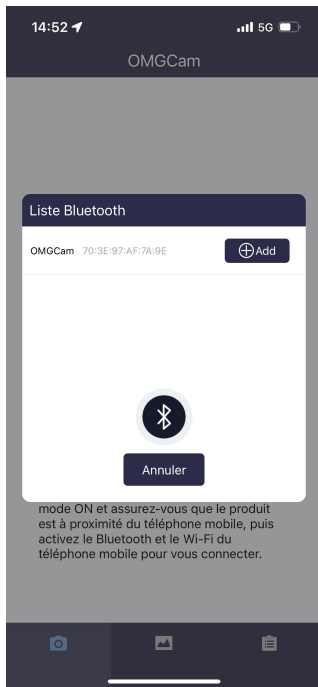 14:52
5G
OMGCam
Liste Bluetooth
OMGCam 70:3E:97:AF:7A:9E Add
Annuler
mode ON et assurez-vous que le produit
est à proximité du téléphone mobile, puis
activez le Bluetooth et le Wi-Fi du
téléphone mobile pour vous connecter.